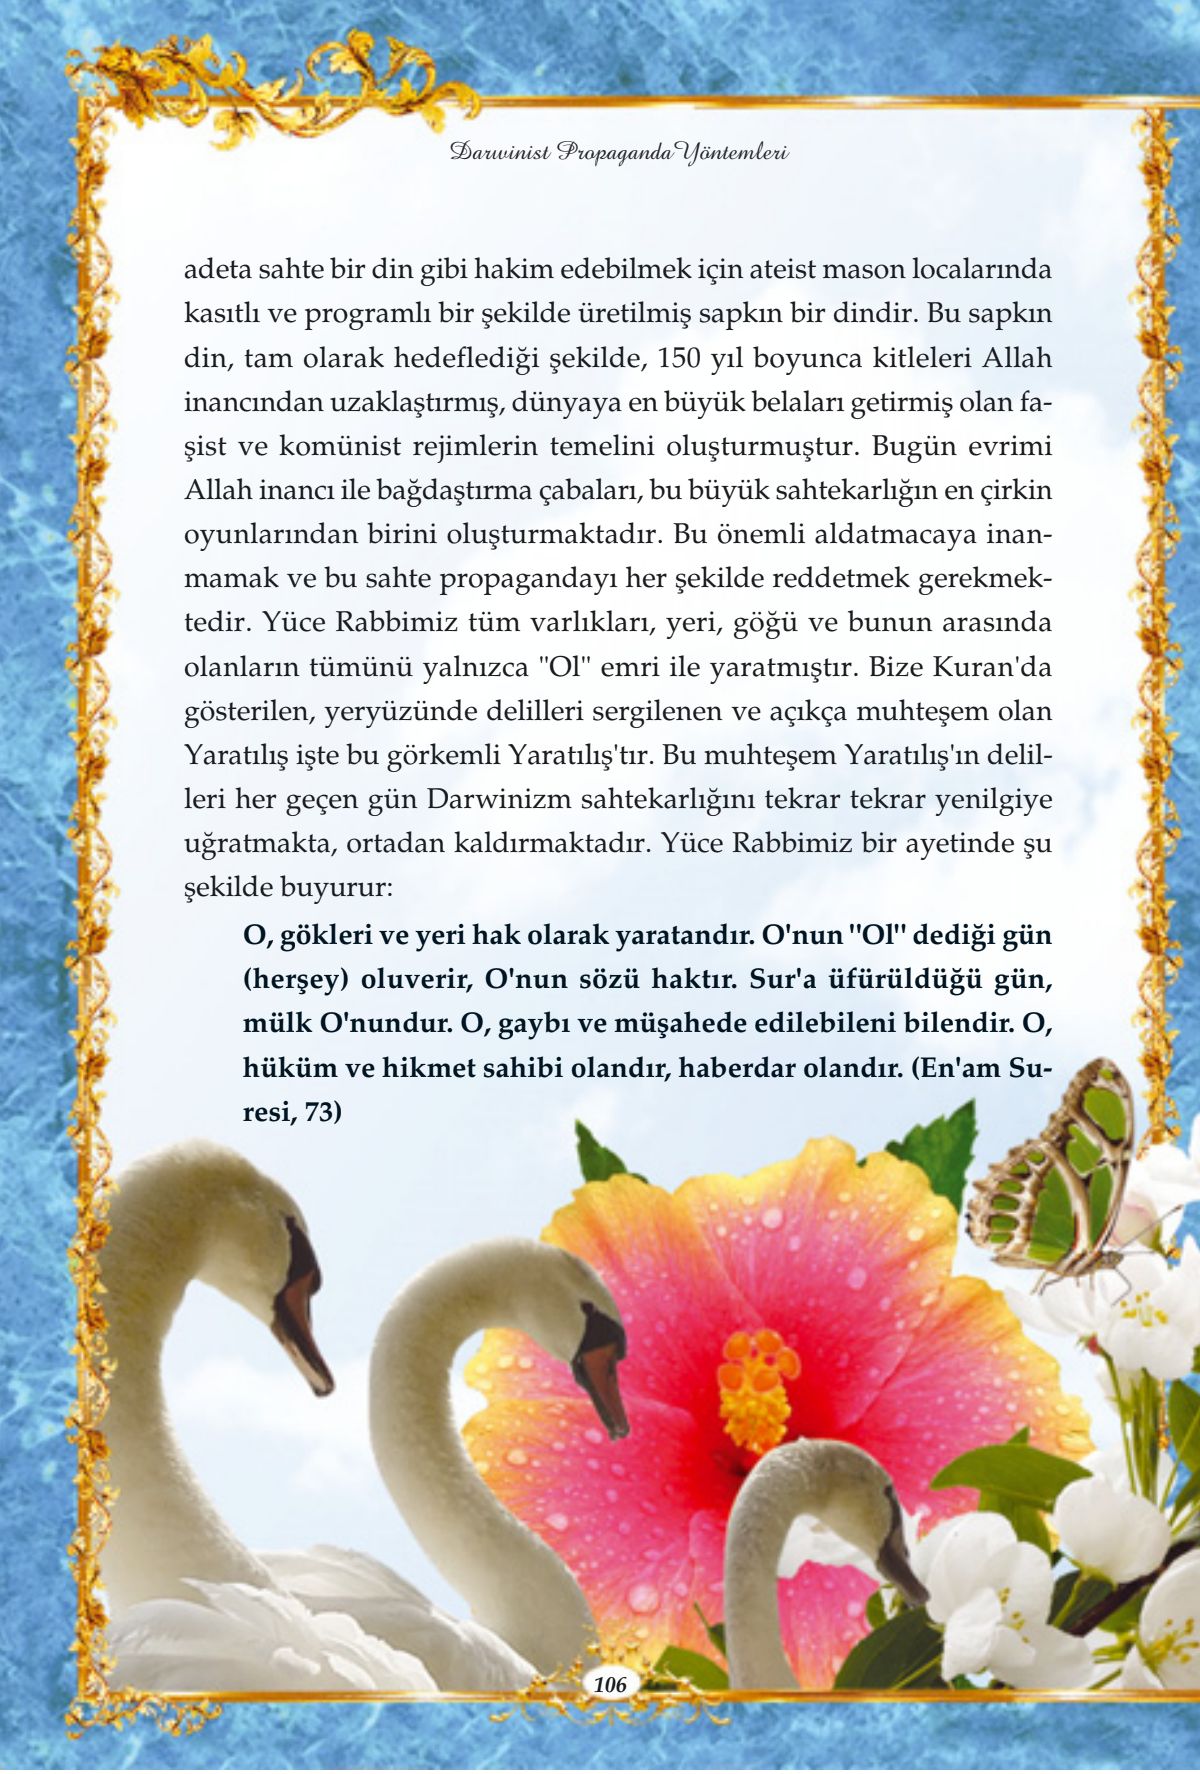 Darwinist Propaganda Yöntemleri
adeta sahte bir din gibi hakim edebilmek için ateist mason localarında
kasıtlı ve programlı bir şekilde üretilmiş sapkın bir dindir. Bu sapkın
din, tam olarak hedeflediği şekilde, 150 yıl boyunca kitleleri Allah
inancından uzaklaştırmış, dünyaya en büyük belaları getirmiş olan fa-
şist ve komünist rejimlerin temelini oluşturmuştur. Bugün evrimi
Allah inancı ile bağdaştırma çabaları, bu büyük sahtekarlığın en çirkin
oyunlarından birini oluşturmaktadır. Bu önemli aldatmacaya inan-
mamak ve bu sahte propagandayı her şekilde reddetmek gerekmek-
tedir. Yüce Rabbimiz tüm varlıkları, yeri, göğü ve bunun arasında
olanların tümünü yalnızca "Ol" emri ile yaratmıştır. Bize Kuran'da
gösterilen, yeryüzünde delilleri sergilenen ve açıkça muhteşem olan
Yaratılış işte bu görkemli Yaratılış'tır. Bu muhteşem Yaratılış'ın delil-
leri her geçen gün Darwinizm sahtekarlığını tekrar tekrar yenilgiye
uğratmakta, ortadan kaldırmaktadır. Yüce Rabbimiz bir ayetinde şu
şekilde buyurur:
O, gökleri ve yeri hak olarak yaratandır. O'nun "Ol" dediği gün
(herşey) oluverir, O'nun sözü haktır. Sur'a üfürüldüğü gün,
mülk O'nundur. O, gaybı ve müşahede edilebileni bilendir. O,
hüküm ve hikmet sahibi olandır, haberdar olandır. (En'am Su-
resi, 73)
106